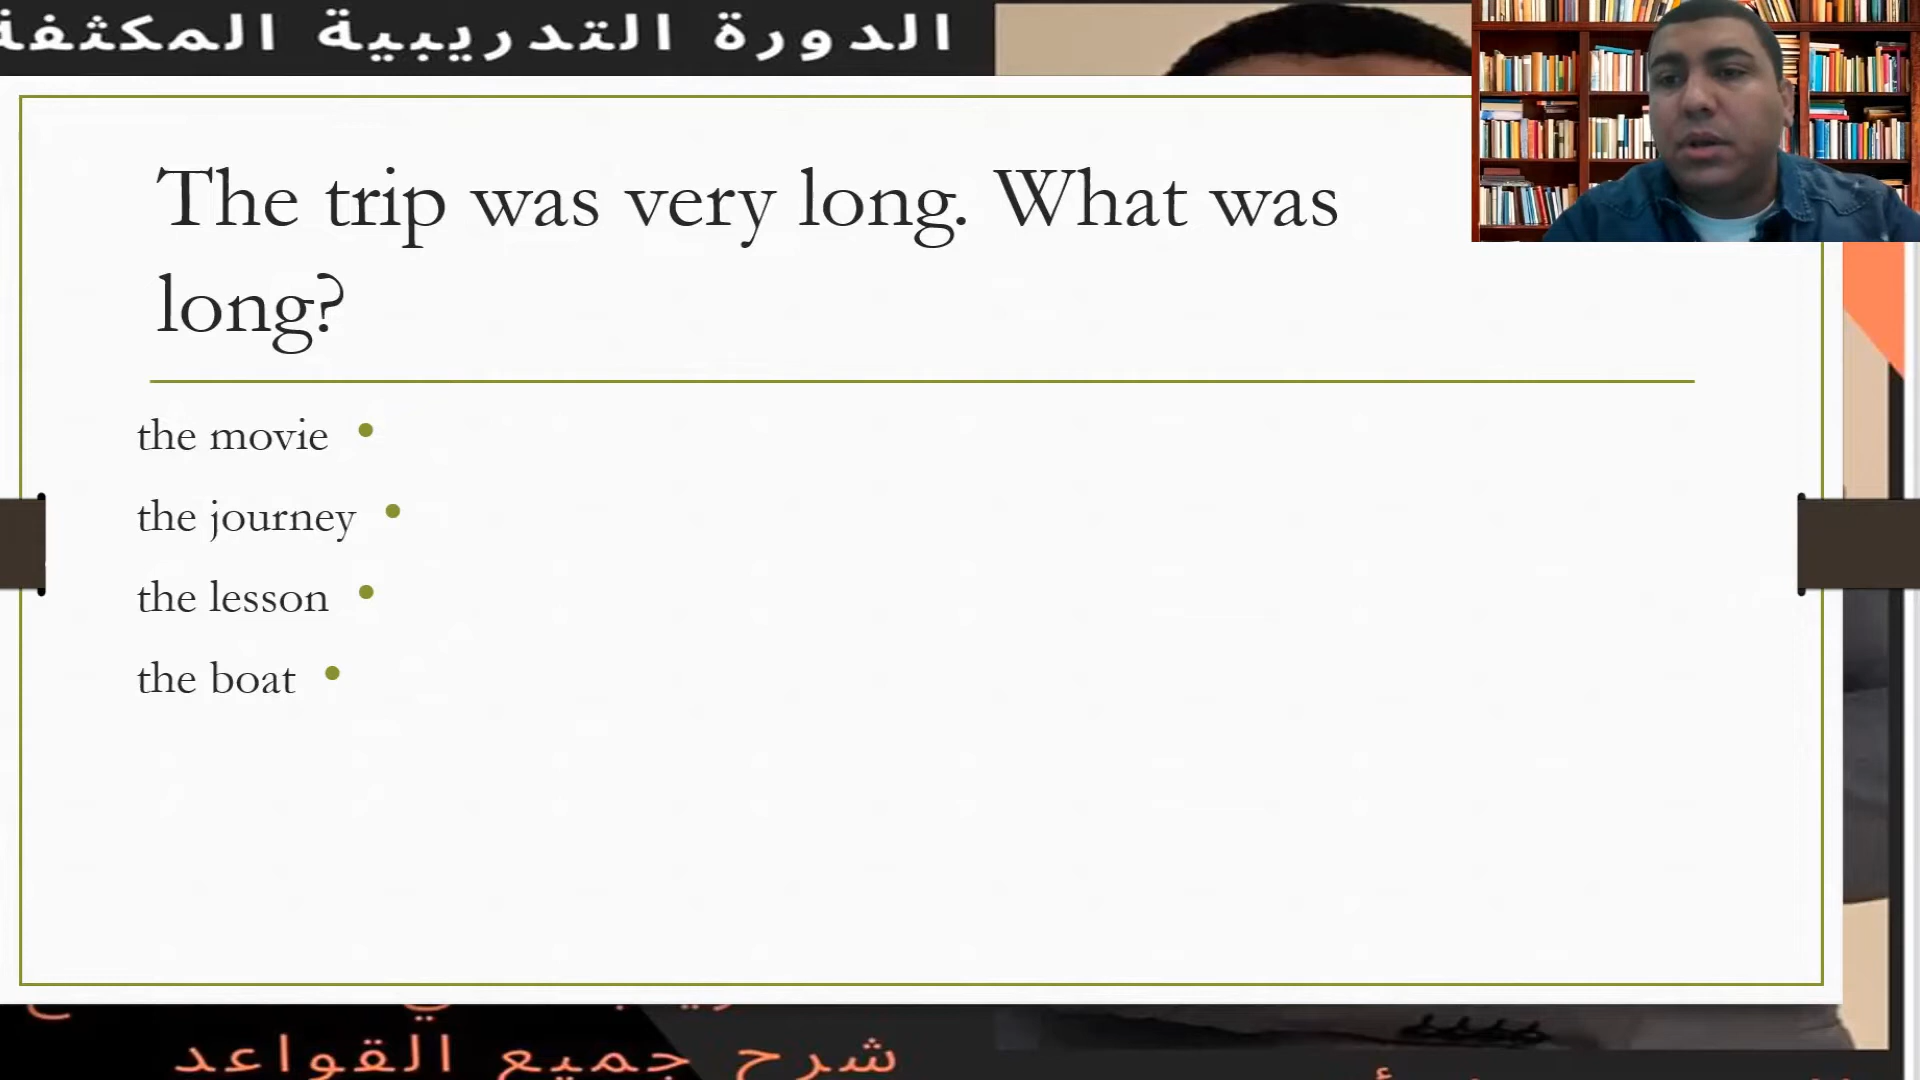 الدورة التدريبية المكثفة
The trip was very long. What was
long?
the movie
the journey
the lesson
the boat
شرح جميع القواعد